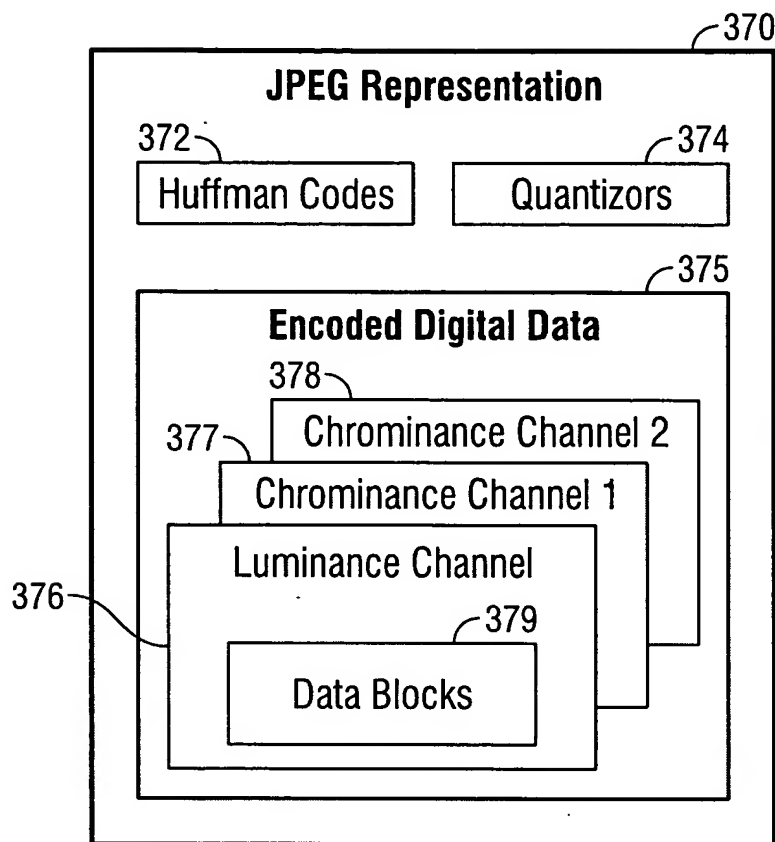 370
JPEG Representation
372
374
Huffman Codes
Quantizors
375
Encoded Digital Data
378
Chrominance Channel 2
377
Chrominance Channel 1
Luminance Channel
376
379
Data Blocks